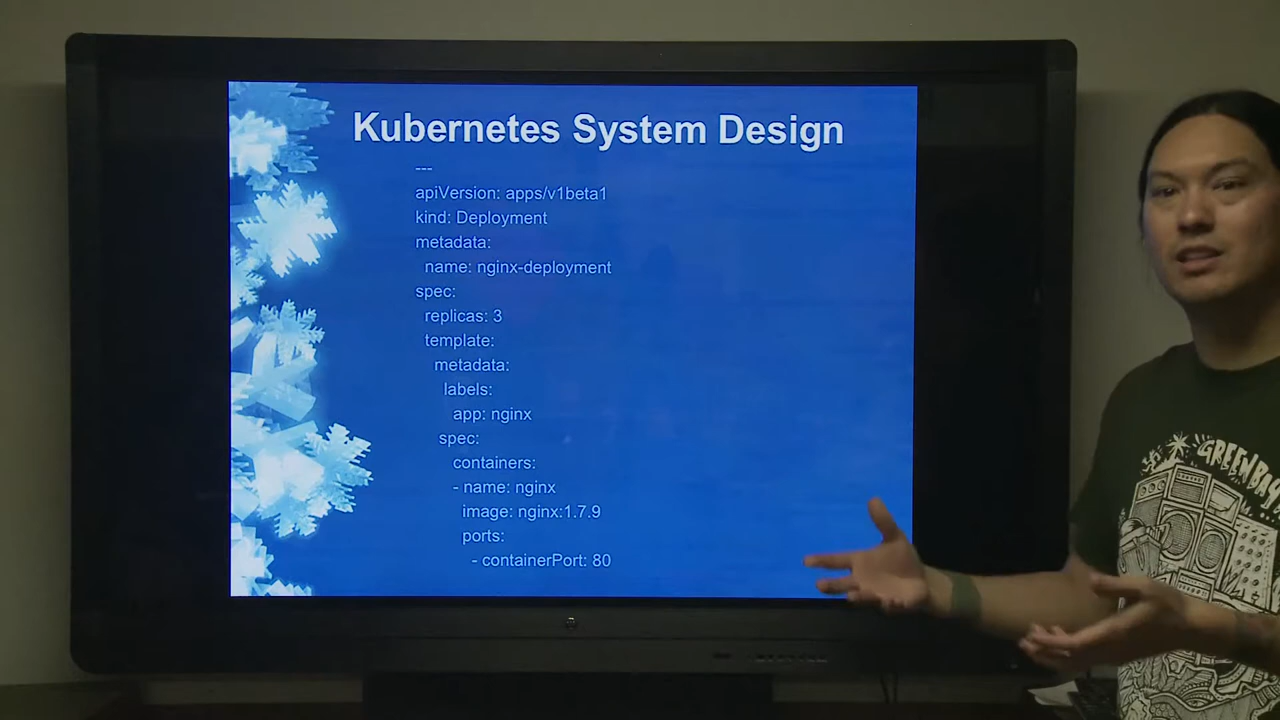 Kubernetes System Design
---
apiVersion: apps/v1beta1
kind: Deployment
metadata:
  name: nginx-deployment
spec:
  replicas: 3
  template:
    metadata:
      labels:
        app: nginx
     spec:
        containers:
        - name: nginx
          image: nginx:1.7.9
          ports:
            - containerPort: 80
GREENBAY